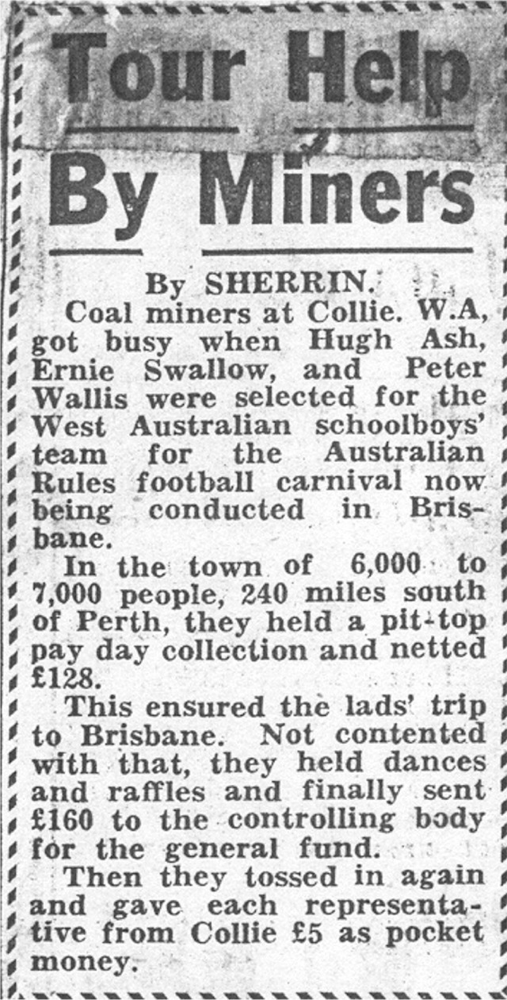 Tour Help
By Miners
By SHERRIN.
Coal miners at Collie. W.A,
got busy when Hugh Ash,
Ernie Swallow, and Peter
Wallis were selected for the
West Australian schoolboys'
team for the Australian
Rules football carnival now
being conducted in Bris-
bane.
In the town of 6,000 to
7,000 people, 240 miles south
of Perth, they held a pit-top
pay day collection and netted
£128.
This ensured the lads' trip
to Brisbane. Not contented
with that, they held dances
and raffles and finally sent
£160 to the controlling body
for the general fund.
Then they tossed in again
and gave each representa-
tive from Collie £5 as pocket
money.